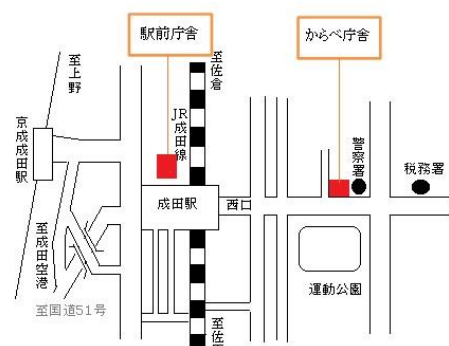 駅前庁舎
からべ庁舎
至上野
至佐倉
JR成田線
京成成田駅
警察署
税務署
成田駅
西口
至成田空港
運動公園
至国道51号
至佐